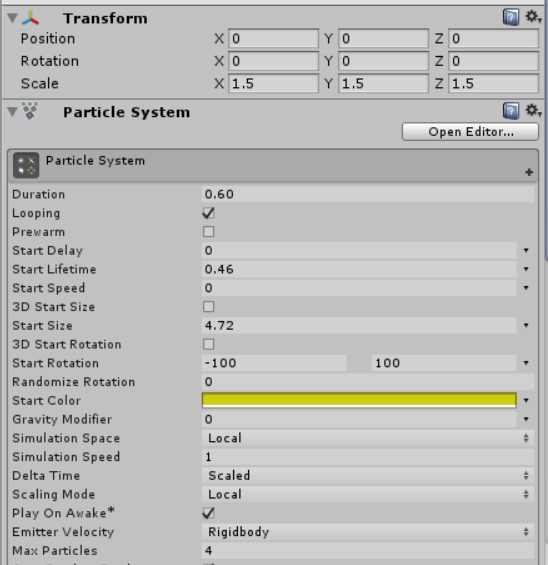 Transform
Position X 0 Y 0 Z 0
Rotation X 0 Y 0 Z 0
Scale X 1.5 Y 1.5 Z 1.5
Particle System
Open Editor...
Particle System
Duration 0.60
Looping
Prewarm
Start Delay 0
Start Lifetime 0.46
Start Speed 0
3D Start Size
Start Size 4.72
3D Start Rotation
Start Rotation -100 100
Randomize Rotation 0
Start Color
Gravity Modifier 0
Simulation Space Local
Simulation Speed 1
Delta Time Scaled
Scaling Mode Local
Play On Awake*
Emitter Velocity Rigidbody
Max Particles 4